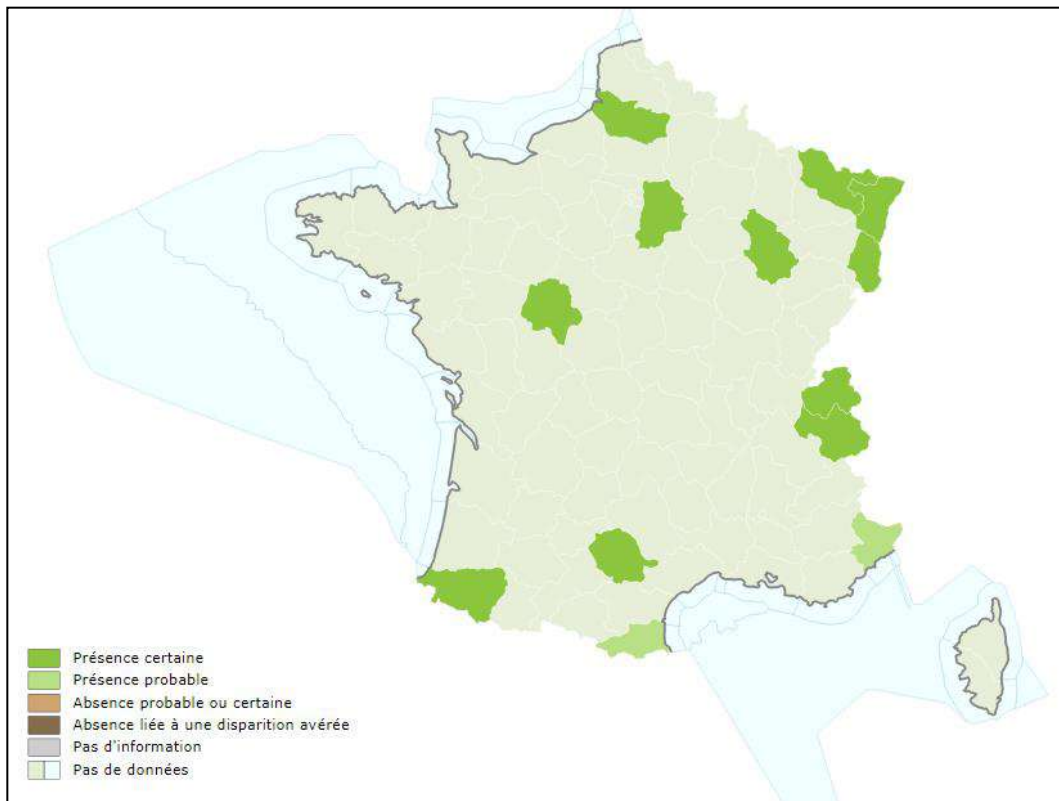 Présence certaine
Présence probable
Absence probable ou certaine
Absence liée à une disparition avérée
Pas d'information
Pas de données